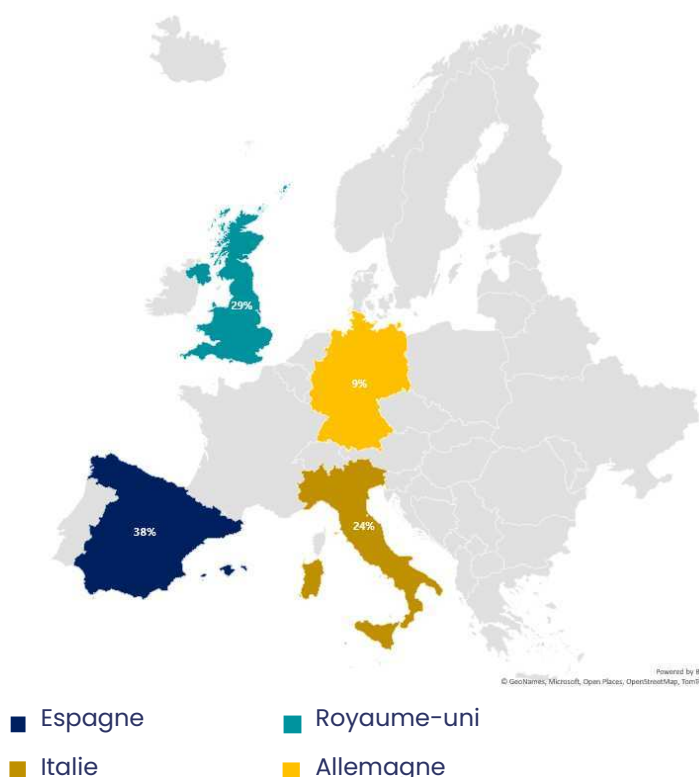 29%
9%
38%
24%
Powered by
© GeoNames, Microsoft, Open Places, OpenStreetMap,
Espagne
Royaume-uni
Italie
Allemagne